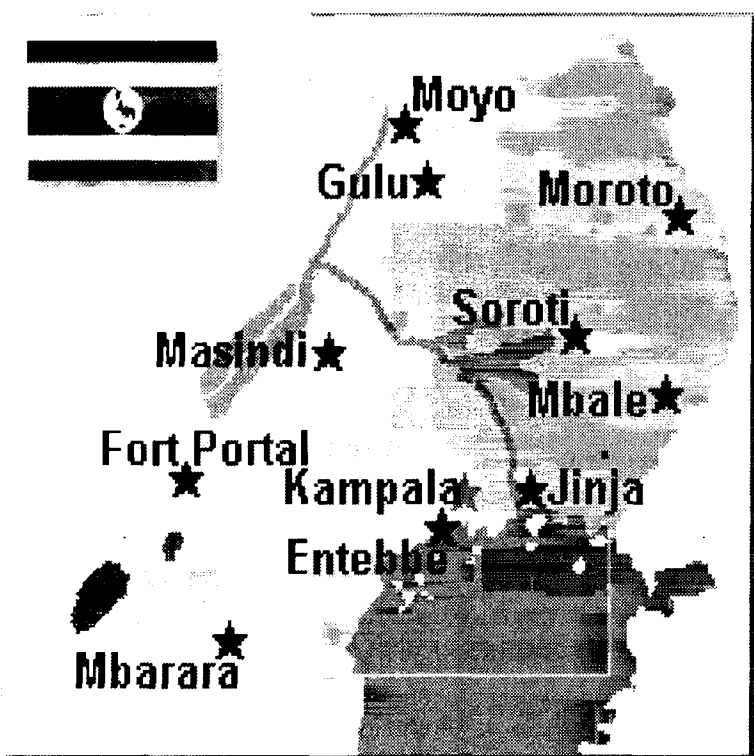 Moyo
Gulu
Moroto
Soroti
Masindi
Mbale
Fort Portal
Kampala
Jinja
Entebbe
Mbarara